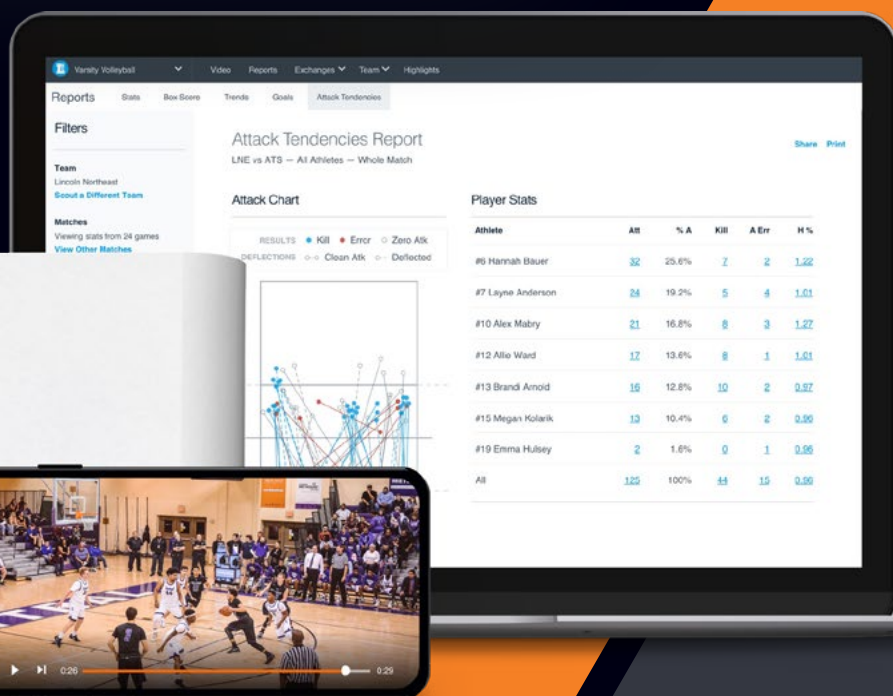 Varsity Volleyball Video Reports Exchanges Team Highlights
Reports Stats Box Score Trends Goals Attack Tendencies
Filters
Team
Lincoln Northeast
Scout a Different Team
Matches
Viewing stats from 24 games
View Other Matches
Attack Tendencies Report
LNE vs ATS — All Athletes — Whole Match
Share Print
Attack Chart
RESULTS Kill Error Zero Atk
DEFLECTIONS Clean Atk Deflected
Player Stats
Athlete Att % A Kill A Err H %
#6 Hannah Bauer 32 25.6% 7 2 1.22
#7 Layne Anderson 24 19.2% 5 4 1.01
#10 Alex Mabry 21 16.8% 8 3 1.27
#12 Allie Ward 17 13.6% 8 1 1.01
#13 Brandi Arnold 16 12.8% 10 2 0.97
#15 Megan Kolarik 13 10.4% 6 2 0.96
#19 Emma Hulsey 2 1.6% 0 1 0.96
All 125 100% 44 15 0.96
0:26 0:29